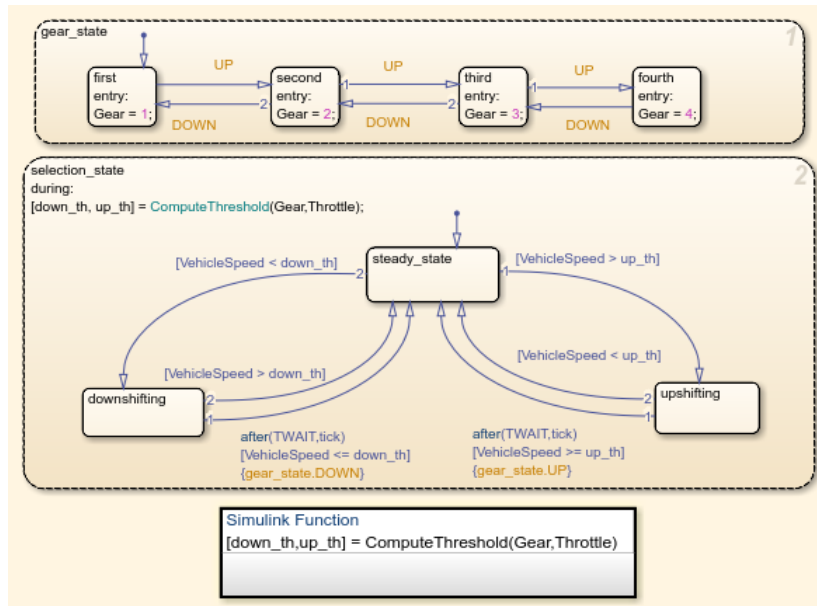 gear_state
1
UP
UP
UP
first
entry:
Gear = 1;
second
entry:
Gear = 2;
third
entry:
Gear = 3;
fourth
entry:
Gear = 4;
1
2
1
2
DOWN
DOWN
DOWN
selection_state
2
during:
[down_th, up_th] = ComputeThreshold(Gear,Throttle);
[VehicleSpeed < down_th]
2
steady_state
1
[VehicleSpeed > up_th]
[VehicleSpeed > down_th]
[VehicleSpeed < up_th]
downshifting
2
1
upshifting
2
1
after(TWAIT,tick)
[VehicleSpeed <= down_th]
{gear_state.DOWN}
after(TWAIT,tick)
[VehicleSpeed >= up_th]
{gear_state.UP}
Simulink Function
[down_th,up_th] = ComputeThreshold(Gear,Throttle)